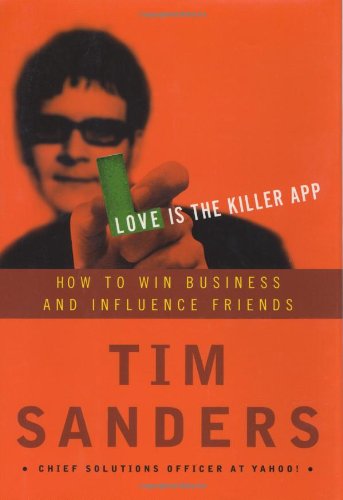 LOVE IS THE KILLER APP
HOW TO WIN BUSINESS
AND INFLUENCE FRIENDS
TIM
SANDERS
• CHIEF SOLUTIONS OFFICER AT YAHOO! •